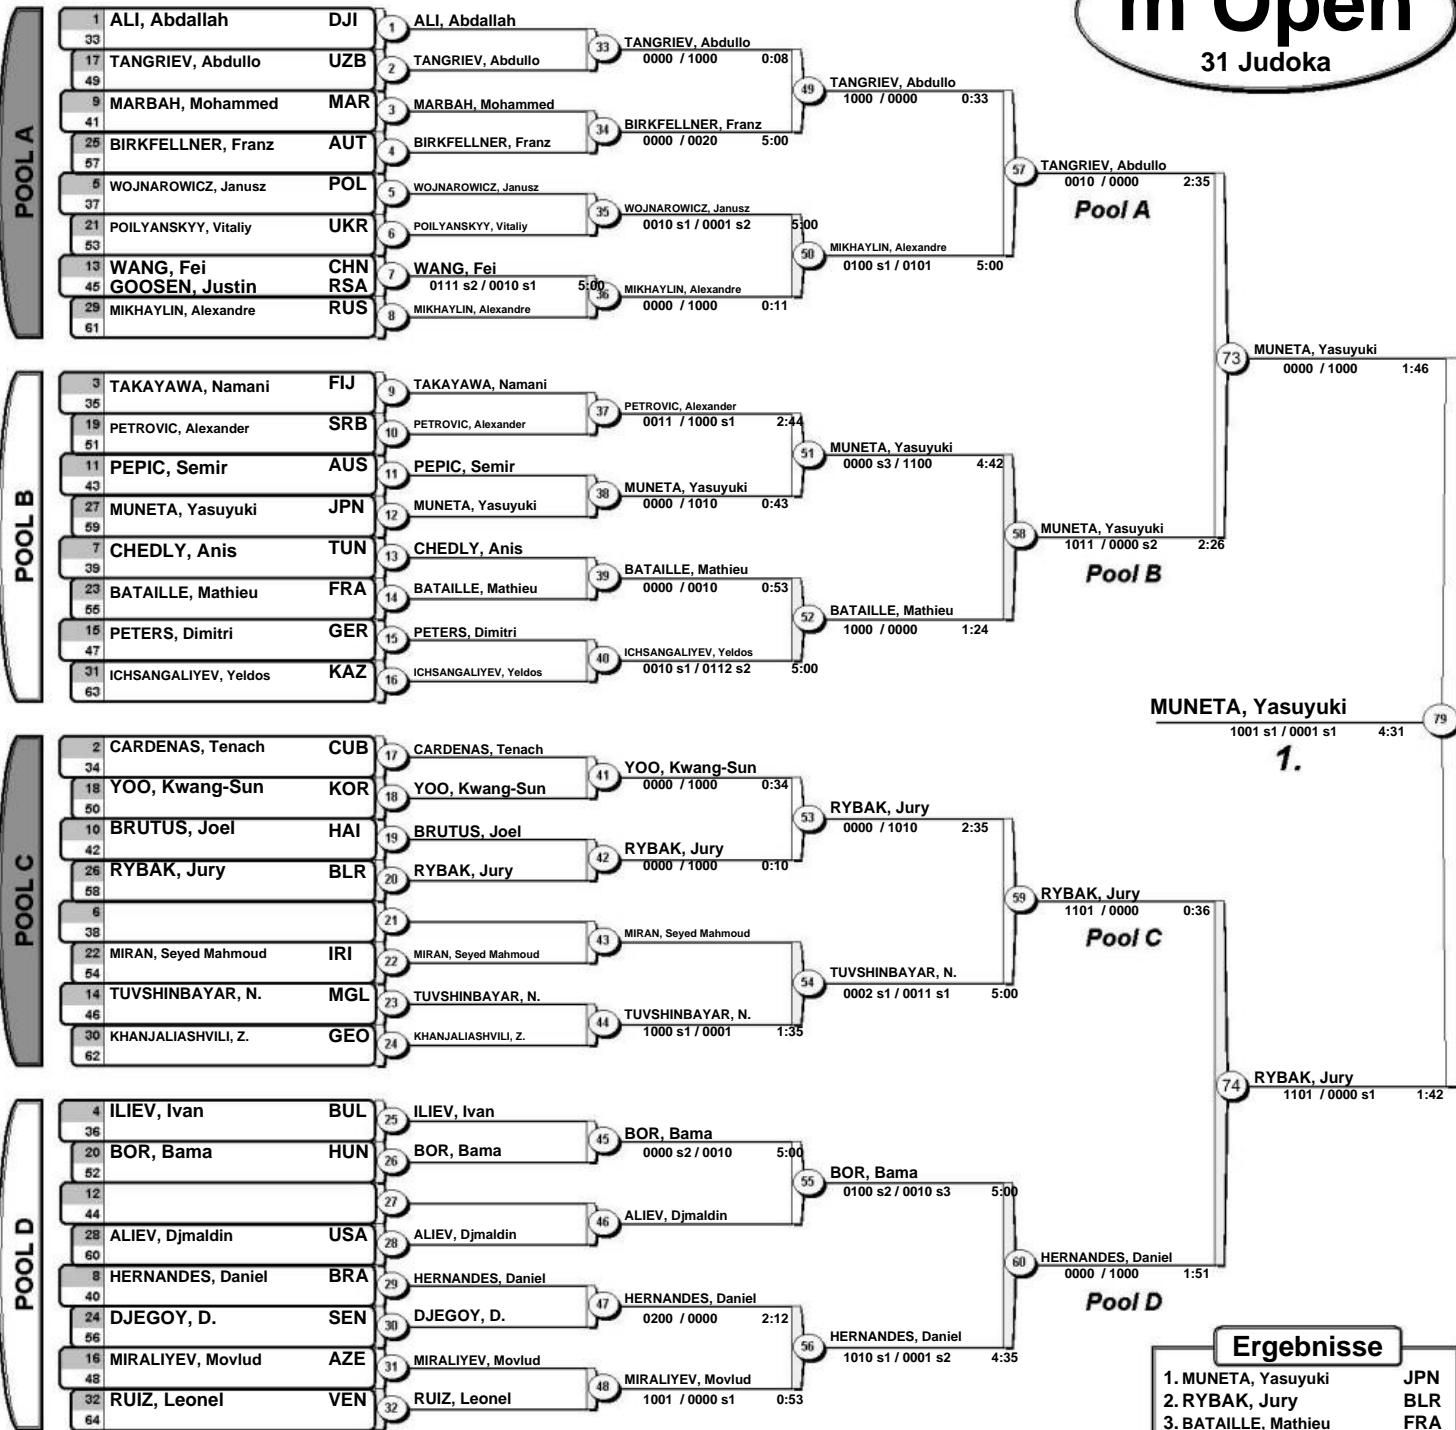 m Open
31 Judoka
POOL A
1 ALI, Abdallah DJI
33
17 TANGRIEV, Abdullo UZB
49
9 MARBAH, Mohammed MAR
41
25 BIRKFELLNER, Franz AUT
57
5 WOJNAROWICZ, Janusz POL
37
21 POILYANSKYY, Vitaliy UKR
53
13 WANG, Fei CHN
45 GOOSEN, Justin RSA
29 MIKHAYLIN, Alexandre RUS
61
1 ALI, Abdallah
2 TANGRIEV, Abdullo
3 MARBAH, Mohammed
4 BIRKFELLNER, Franz
5 WOJNAROWICZ, Janusz
6 POILYANSKYY, Vitaliy
7 WANG, Fei
0111 s2 / 0010 s1 5:00
8 MIKHAYLIN, Alexandre
33 TANGRIEV, Abdullo
0000 / 1000 0:08
34 BIRKFELLNER, Franz
0000 / 0020 5:00
35 WOJNAROWICZ, Janusz
0010 s1 / 0001 s2 5:00
36 MIKHAYLIN, Alexandre
0000 / 1000 0:11
49 TANGRIEV, Abdullo
1000 / 0000 0:33
50 MIKHAYLIN, Alexandre
0100 s1 / 0101 5:00
57 TANGRIEV, Abdullo
0010 / 0000 2:35
Pool A
POOL B
3 TAKAYAWA, Namani FIJ
35
19 PETROVIC, Alexander SRB
51
11 PEPIC, Semir AUS
43
27 MUNETA, Yasuyuki JPN
59
7 CHEDLY, Anis TUN
39
23 BATAILLE, Mathieu FRA
55
15 PETERS, Dimitri GER
47
31 ICHSANGALIYEV, Yeldos KAZ
63
9 TAKAYAWA, Namani
10 PETROVIC, Alexander
11 PEPIC, Semir
12 MUNETA, Yasuyuki
13 CHEDLY, Anis
14 BATAILLE, Mathieu
15 PETERS, Dimitri
16 ICHSANGALIYEV, Yeldos
37 PETROVIC, Alexander
0011 / 1000 s1 2:44
38 MUNETA, Yasuyuki
0000 / 1010 0:43
39 BATAILLE, Mathieu
0000 / 0010 0:53
40 ICHSANGALIYEV, Yeldos
0010 s1 / 0112 s2 5:00
51 MUNETA, Yasuyuki
0000 s3 / 1100 4:42
52 BATAILLE, Mathieu
1000 / 0000 1:24
58 MUNETA, Yasuyuki
1011 / 0000 s2 2:26
Pool B
73 MUNETA, Yasuyuki
0000 / 1000 1:46
MUNETA, Yasuyuki 79
1001 s1 / 0001 s1 4:31
1.
POOL C
2 CARDENAS, Tenach CUB
34
18 YOO, Kwang-Sun KOR
50
10 BRUTUS, Joel HAI
42
26 RYBAK, Jury BLR
58
6
38
22 MIRAN, Seyed Mahmoud IRI
54
14 TUVSHINBAYAR, N. MGL
46
30 KHANJALIASHVILI, Z. GEO
62
17 CARDENAS, Tenach
18 YOO, Kwang-Sun
19 BRUTUS, Joel
20 RYBAK, Jury
21
22 MIRAN, Seyed Mahmoud
23 TUVSHINBAYAR, N.
24 KHANJALIASHVILI, Z.
41 YOO, Kwang-Sun
0000 / 1000 0:34
42 RYBAK, Jury
0000 / 1000 0:10
43 MIRAN, Seyed Mahmoud
44 TUVSHINBAYAR, N.
1000 s1 / 0001 1:35
53 RYBAK, Jury
0000 / 1010 2:35
54 TUVSHINBAYAR, N.
0002 s1 / 0011 s1 5:00
59 RYBAK, Jury
1101 / 0000 0:36
Pool C
74 RYBAK, Jury
1101 / 0000 s1 1:42
POOL D
4 ILIEV, Ivan BUL
36
20 BOR, Bama HUN
52
12
44
28 ALIEV, Djmaldin USA
60
8 HERNANDES, Daniel BRA
40
24 DJEGOY, D. SEN
56
16 MIRALIYEV, Movlud AZE
48
32 RUIZ, Leonel VEN
64
25 ILIEV, Ivan
26 BOR, Bama
27
28 ALIEV, Djmaldin
29 HERNANDES, Daniel
30 DJEGOY, D.
31 MIRALIYEV, Movlud
32 RUIZ, Leonel
45 BOR, Bama
0000 s2 / 0010 5:00
46 ALIEV, Djmaldin
47 HERNANDES, Daniel
0200 / 0000 2:12
48 MIRALIYEV, Movlud
1001 / 0000 s1 0:53
55 BOR, Bama
0100 s2 / 0010 s3 5:00
56 HERNANDES, Daniel
1010 s1 / 0001 s2 4:35
60 HERNANDES, Daniel
0000 / 1000 1:51
Pool D
Ergebnisse
1. MUNETA, Yasuyuki JPN
2. RYBAK, Jury BLR
3. BATAILLE, Mathieu FRA